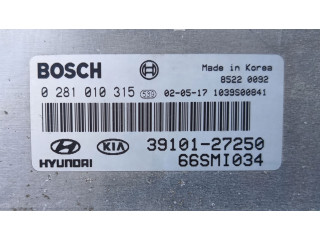 BOSCH
Made in Korea
8522 0092
0 281 010 315 530 02-05-17 1039S00841
HYUNDAI KIA
39101-27250
66SMI034